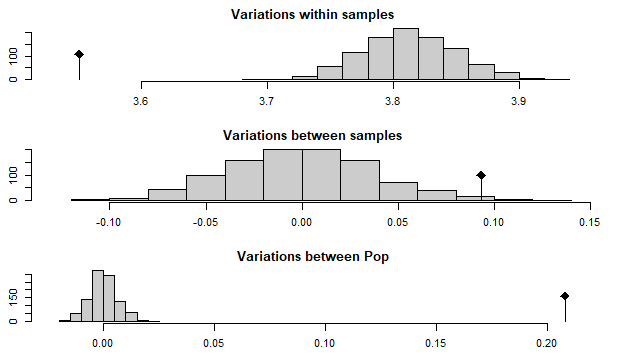 Variations within samples
0 100
3.6 3.7 3.8 3.9
Variations between samples
0 100
-0.10 -0.05 0.00 0.05 0.10 0.15
Variations between Pop
0 150
0.00 0.05 0.10 0.15 0.20